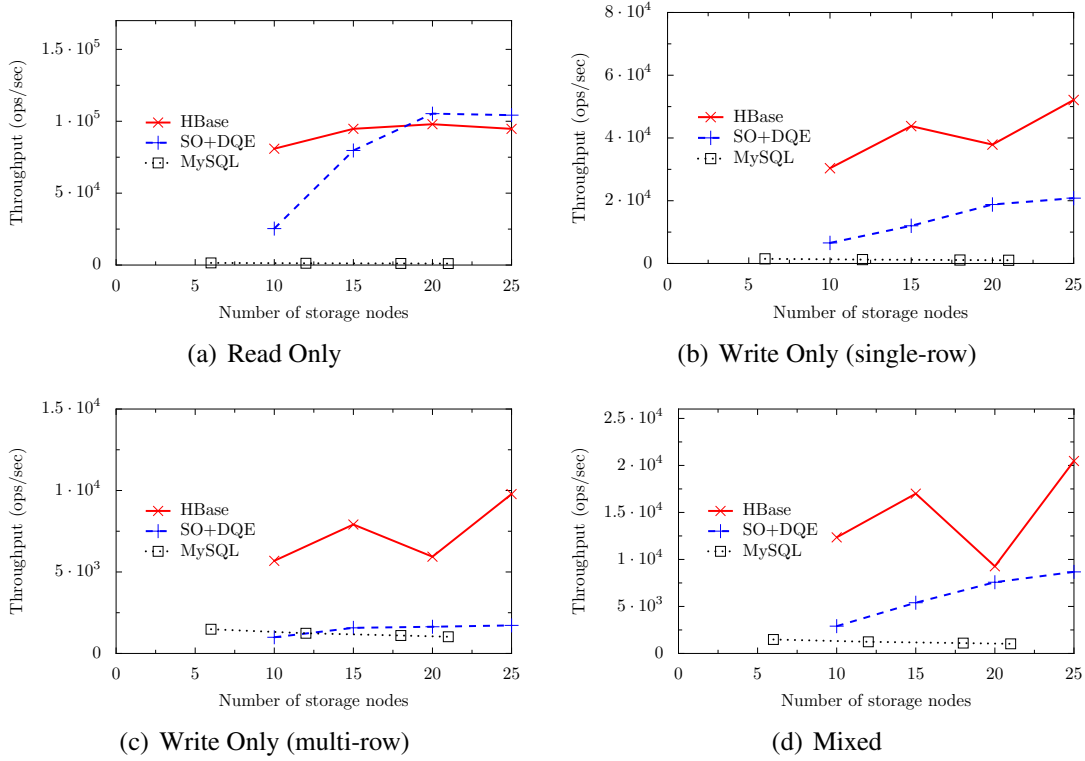 Throughput (ops/sec)
1.5 · 10^5
1 · 10^5
5 · 10^4
0
HBase
SO+DQE
MySQL
0 5 10 15 20 25
Number of storage nodes
(a) Read Only
Throughput (ops/sec)
8 · 10^4
6 · 10^4
4 · 10^4
2 · 10^4
0
HBase
SO+DQE
MySQL
0 5 10 15 20 25
Number of storage nodes
(b) Write Only (single-row)
Throughput (ops/sec)
1.5 · 10^4
1 · 10^4
5 · 10^3
0
HBase
SO+DQE
MySQL
0 5 10 15 20 25
Number of storage nodes
(c) Write Only (multi-row)
Throughput (ops/sec)
2.5 · 10^4
2 · 10^4
1.5 · 10^4
1 · 10^4
5 · 10^3
0
HBase
SO+DQE
MySQL
0 5 10 15 20 25
Number of storage nodes
(d) Mixed